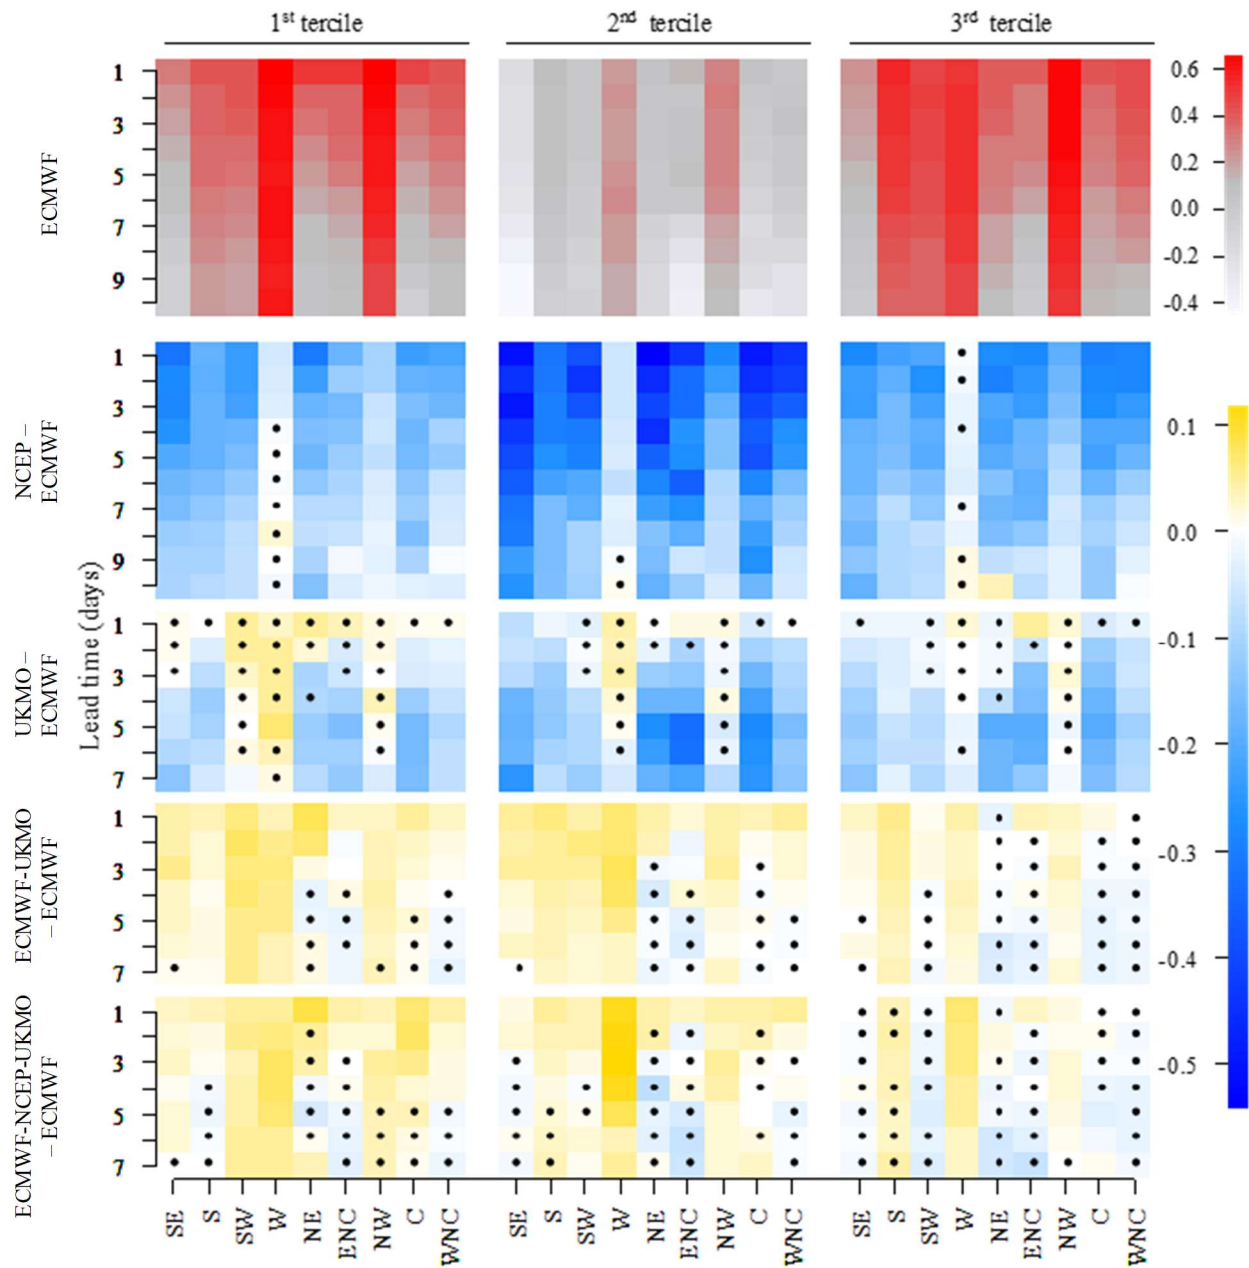 1st tercile 2nd tercile 3rd tercile
ECMWF
1
3
5
7
9
0.6
0.4
0.2
0.0
-0.2
-0.4
NCEP –
ECMWF
1
3
5
7
9
Lead time (days)
UKMO –
ECMWF
1
3
5
7
0.1
0.0
-0.1
-0.2
-0.3
-0.4
-0.5
ECMWF-UKMO
– ECMWF
1
3
5
7
ECMWF-NCEP-UKMO
– ECMWF
1
3
5
7
SE S SW W NE ENC NW C WNC
SE S SW W NE ENC NW C WNC
SE S SW W NE ENC NW C WNC